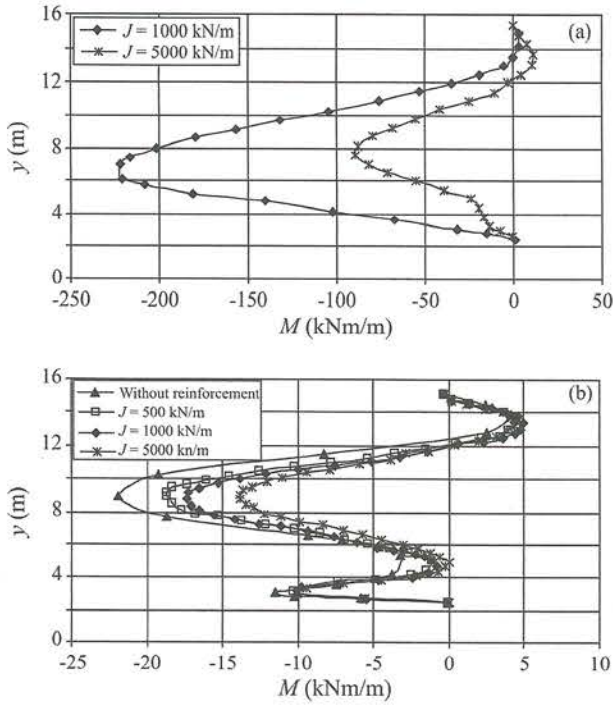 16
12
8
4
0
y (m)
J = 1000 kN/m
J = 5000 kN/m
(a)
-250 -200 -150 -100 -50 0 50
M (kNm/m)
16
12
8
4
0
y (m)
Without reinforcement
J = 500 kN/m
J = 1000 kN/m
J = 5000 kn/m
(b)
-25 -20 -15 -10 -5 0 5 10
M (kNm/m)